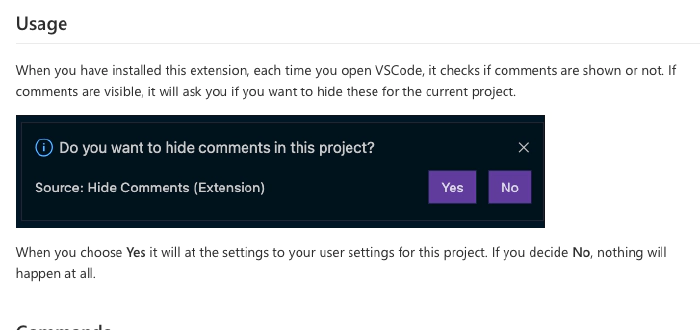 Usage
When you have installed this extension, each time you open VSCode, it checks if comments are shown or not. If
comments are visible, it will ask you if you want to hide these for the current project.
Do you want to hide comments in this project?
Source: Hide Comments (Extension)
Yes
No
When you choose Yes it will at the settings to your user settings for this project. If you decide No, nothing will
happen at all.